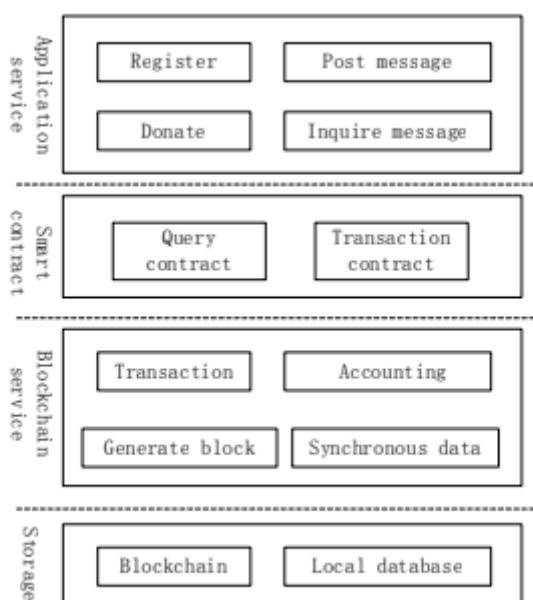 Application
service
Register
Post message
Donate
Inquire message
Smart
contract
Query
contract
Transaction
contract
Blockchain
service
Transaction
Accounting
Generate block
Synchronous data
Storage
Blockchain
Local database